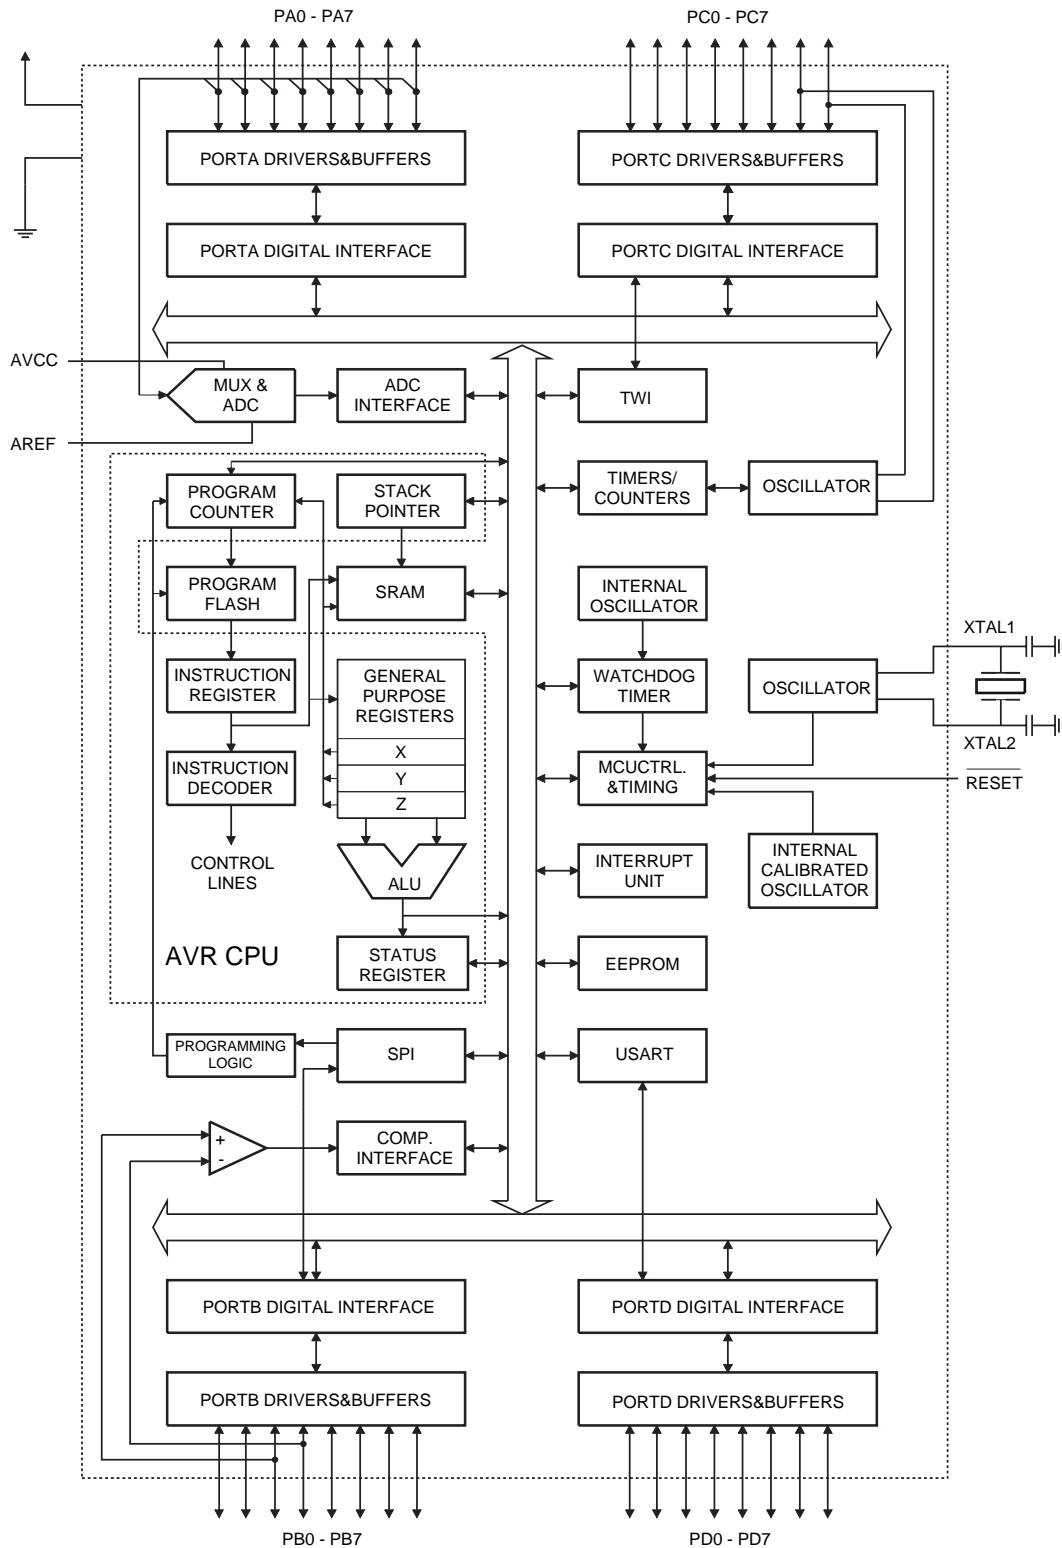 PA0 - PA7
PC0 - PC7
PORTA DRIVERS&BUFFERS
PORTC DRIVERS&BUFFERS
PORTA DIGITAL INTERFACE
PORTC DIGITAL INTERFACE
AVCC
MUX &
ADC
ADC
INTERFACE
TWI
AREF
PROGRAM
COUNTER
STACK
POINTER
TIMERS/
COUNTERS
OSCILLATOR
PROGRAM
FLASH
SRAM
INTERNAL
OSCILLATOR
XTAL1
INSTRUCTION
REGISTER
GENERAL
PURPOSE
REGISTERS
WATCHDOG
TIMER
OSCILLATOR
XTAL2
X
INSTRUCTION
DECODER
Y
Z
MCUCTRL.
&TIMING
RESET
CONTROL
LINES
ALU
INTERRUPT
UNIT
INTERNAL
CALIBRATED
OSCILLATOR
AVR CPU
STATUS
REGISTER
EEPROM
PROGRAMMING
LOGIC
SPI
USART
+
-
COMP.
INTERFACE
PORTB DIGITAL INTERFACE
PORTD DIGITAL INTERFACE
PORTB DRIVERS&BUFFERS
PORTD DRIVERS&BUFFERS
PB0 - PB7
PD0 - PD7